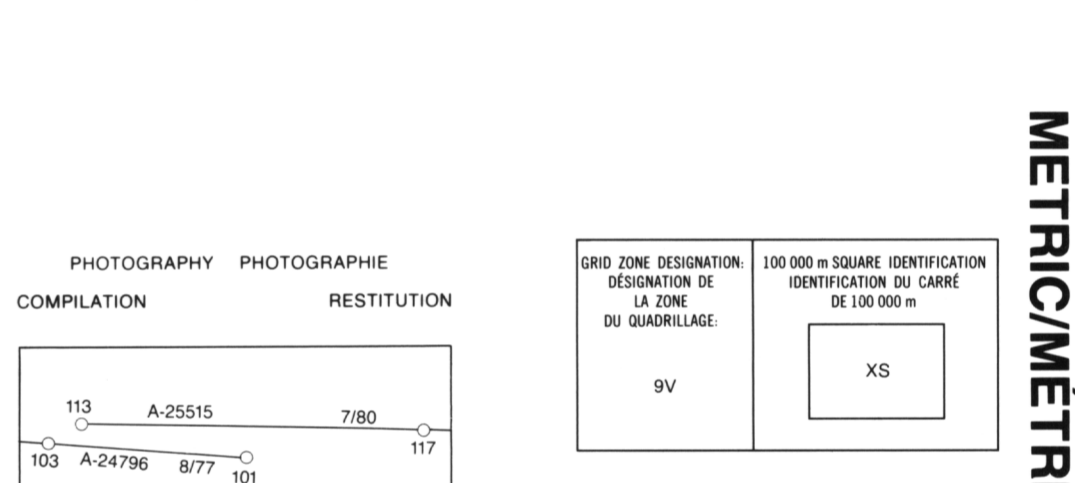 PHOTOGRAPHY PHOTOGRAPHIE
COMPILATION RESTITUTION
113 A-25515 7/80 117
103 A-24796 8/77 101
GRID ZONE DESIGNATION:
DÉSIGNATION DE
LA ZONE
DU QUADRILLAGE:
9V
100 000 m SQUARE IDENTIFICATION
IDENTIFICATION DU CARRÉ
DE 100 000 m
XS
METRIC/MÉTR